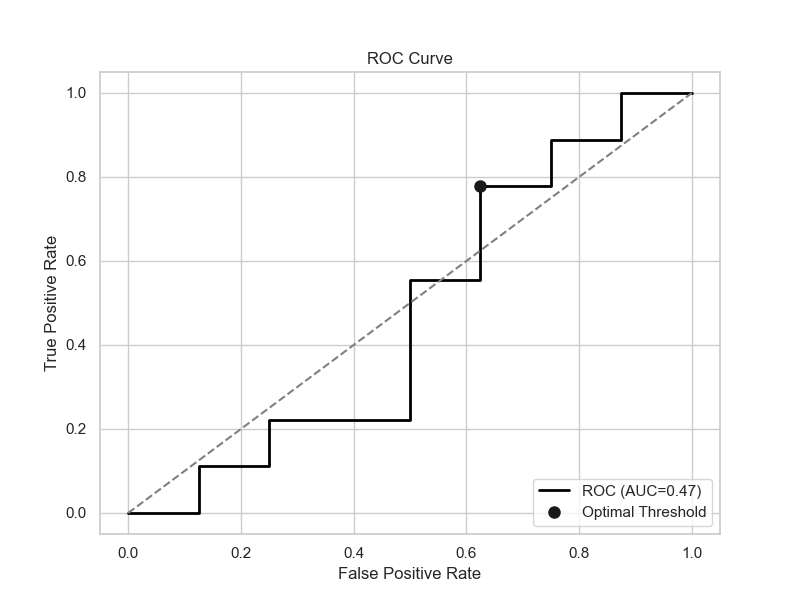 ROC Curve
True Positive Rate
1.0
0.8
0.6
0.4
0.2
0.0
0.0 0.2 0.4 0.6 0.8 1.0
False Positive Rate
ROC (AUC=0.47)
Optimal Threshold